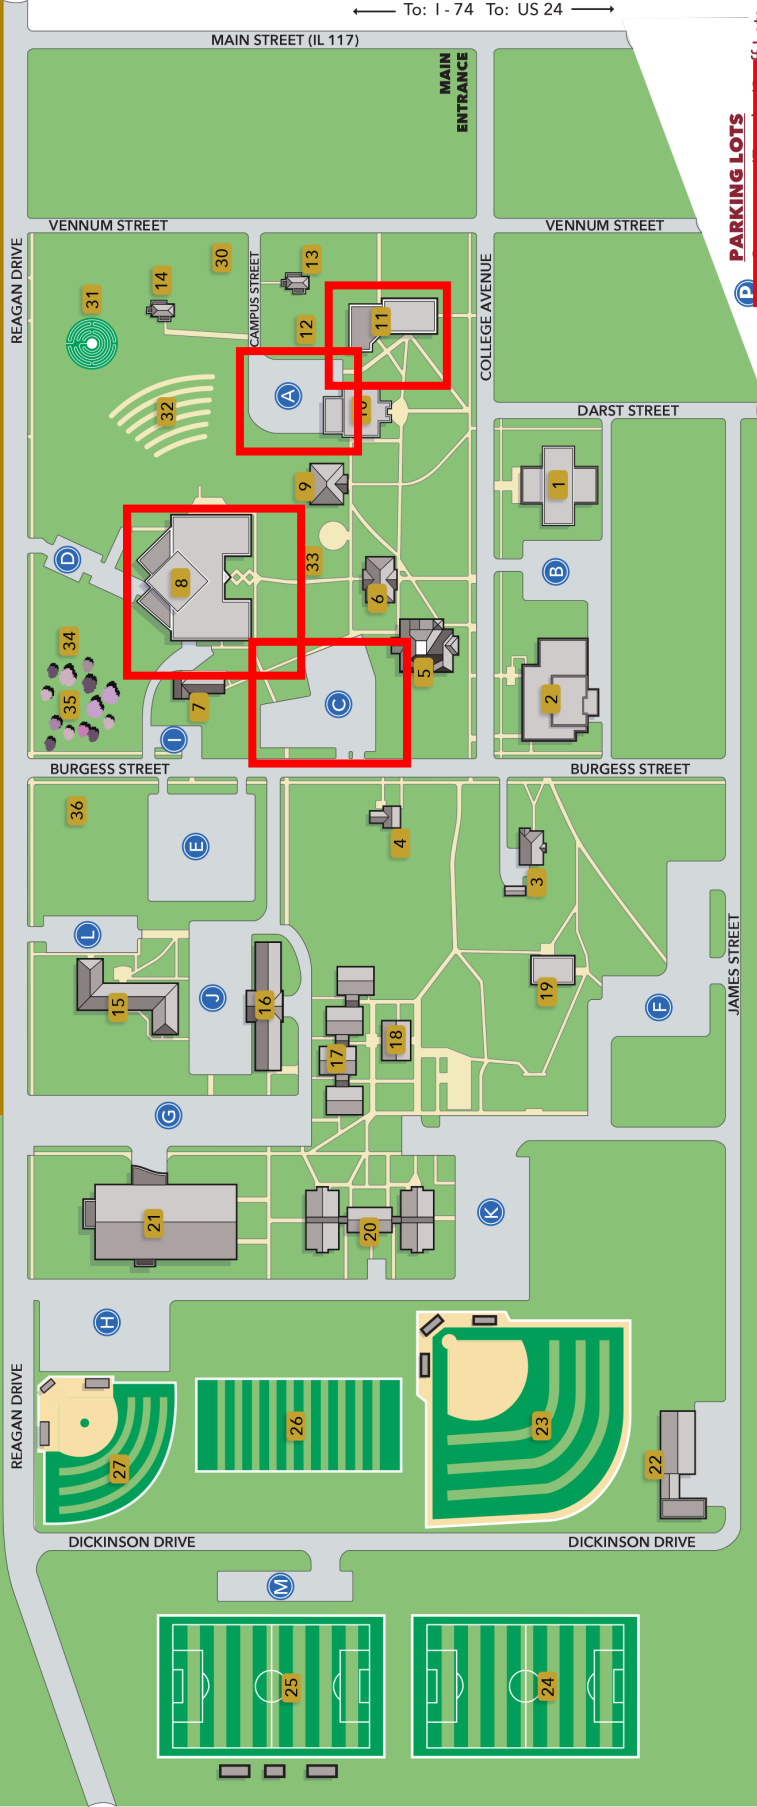 To: I - 74 To: US 24
MAIN STREET (IL 117)
MAIN
ENTRANCE
PARKING LOTS
P
VENNUM STREET
VENNUM STREET
REAGAN DRIVE
CAMPUS STREET
COLLEGE AVENUE
30
13
14
31
12
11
A
10
32
DARST STREET
9
1
D
8
33
6
B
34
35
7
5
C
2
I
BURGESS STREET
BURGESS STREET
36
E
4
3
L
15
J
16
17
18
19
F
JAMES STREET
G
21
20
K
H
REAGAN DRIVE
27
26
23
22
DICKINSON DRIVE
DICKINSON DRIVE
M
25
24